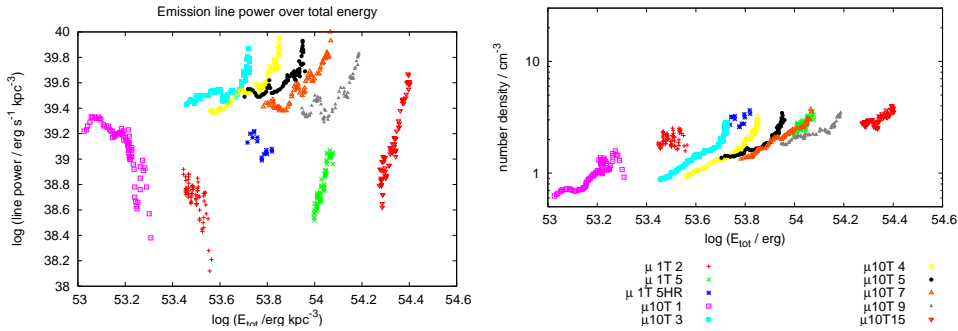 Emission line power over total energy
log (line power / erg s⁻¹ kpc⁻³)
40
39.8
39.6
39.4
39.2
39
38.8
38.6
38.4
38.2
38
53 53.2 53.4 53.6 53.8 54 54.2 54.4 54.6
log (E_tot /erg kpc⁻³)
number density / cm⁻³
10
1
53 53.2 53.4 53.6 53.8 54 54.2 54.4 54.6
log (E_tot / erg)
μ 1T 2
μ 1T 5
μ 1T 5HR
μ10T 1
μ10T 3
μ10T 4
μ10T 5
μ10T 7
μ10T 9
μ10T15